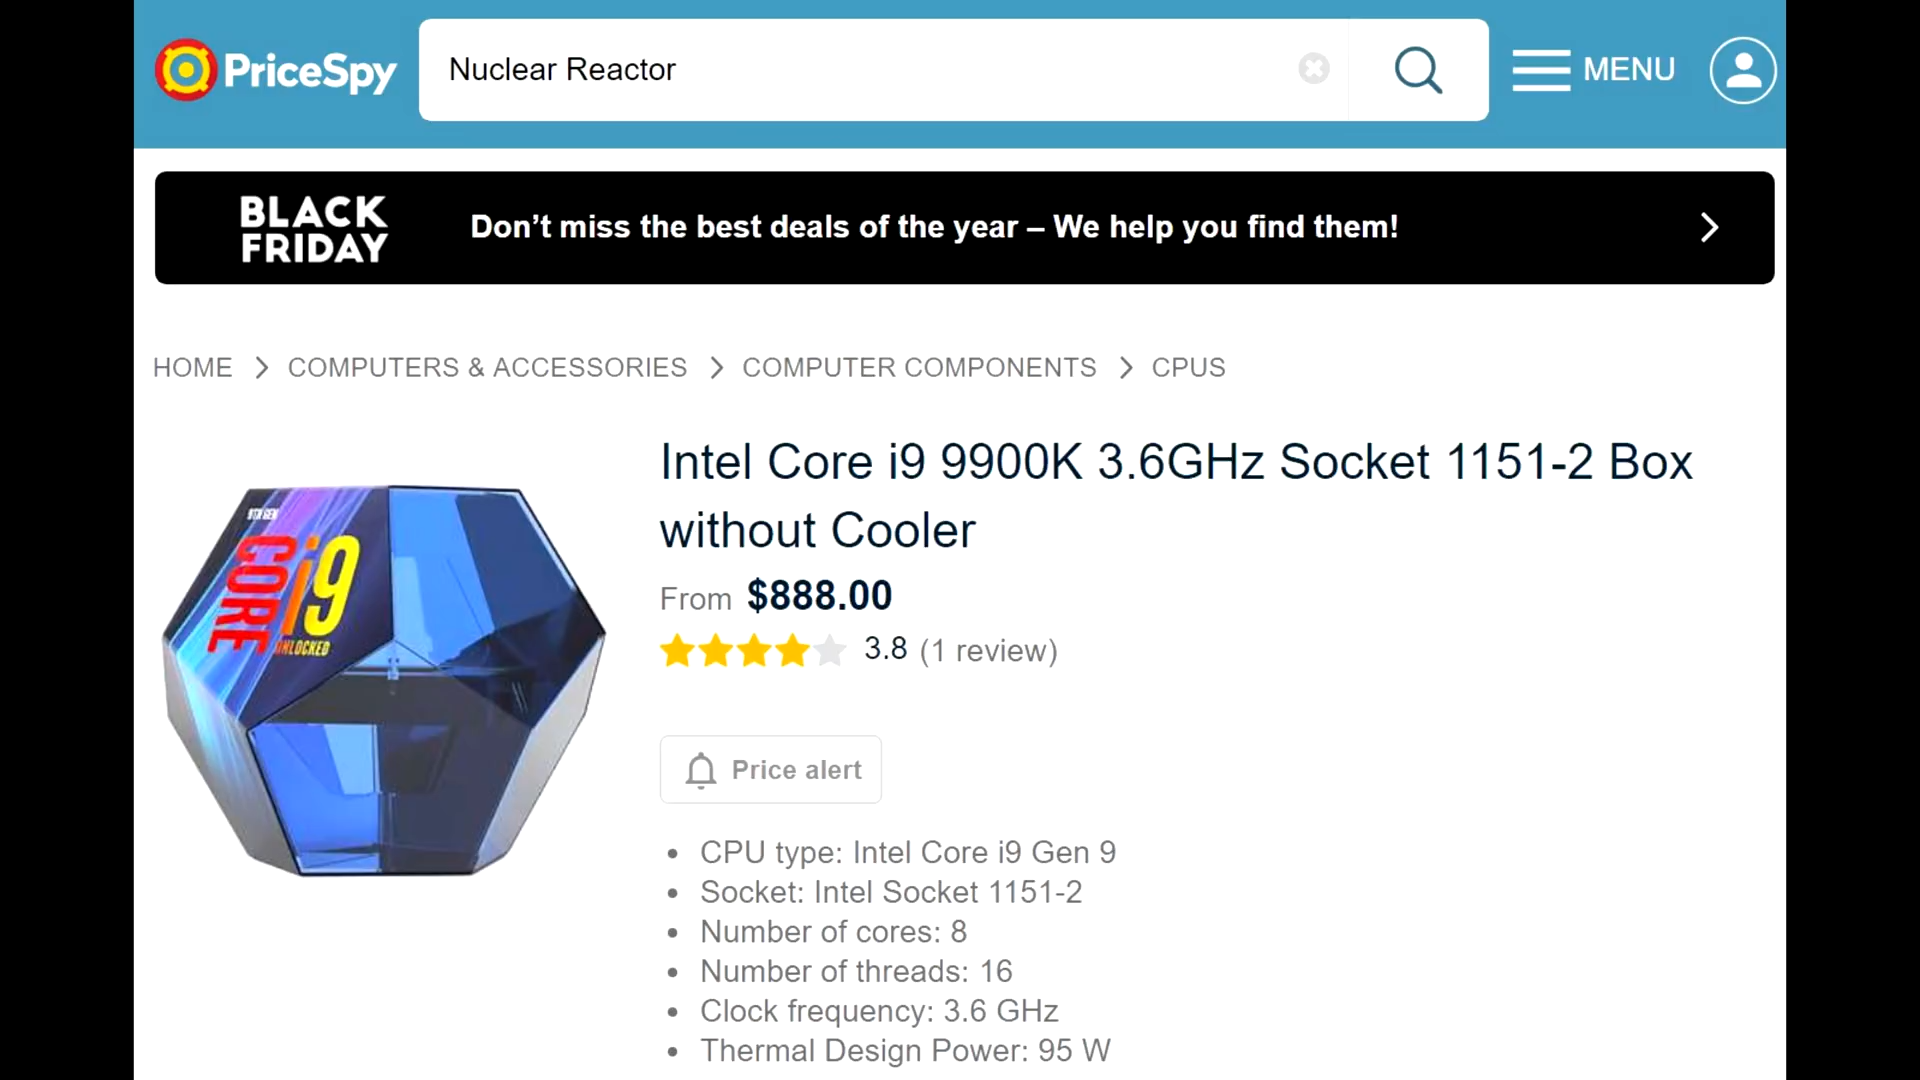 PriceSpy
Nuclear Reactor
MENU
BLACK
FRIDAY
Don’t miss the best deals of the year – We help you find them!
HOME > COMPUTERS & ACCESSORIES > COMPUTER COMPONENTS > CPUS
9TH GEN
CORE i9
UNLOCKED
Intel Core i9 9900K 3.6GHz Socket 1151-2 Box
without Cooler
From $888.00
3.8 (1 review)
Price alert
• CPU type: Intel Core i9 Gen 9
• Socket: Intel Socket 1151-2
• Number of cores: 8
• Number of threads: 16
• Clock frequency: 3.6 GHz
• Thermal Design Power: 95 W